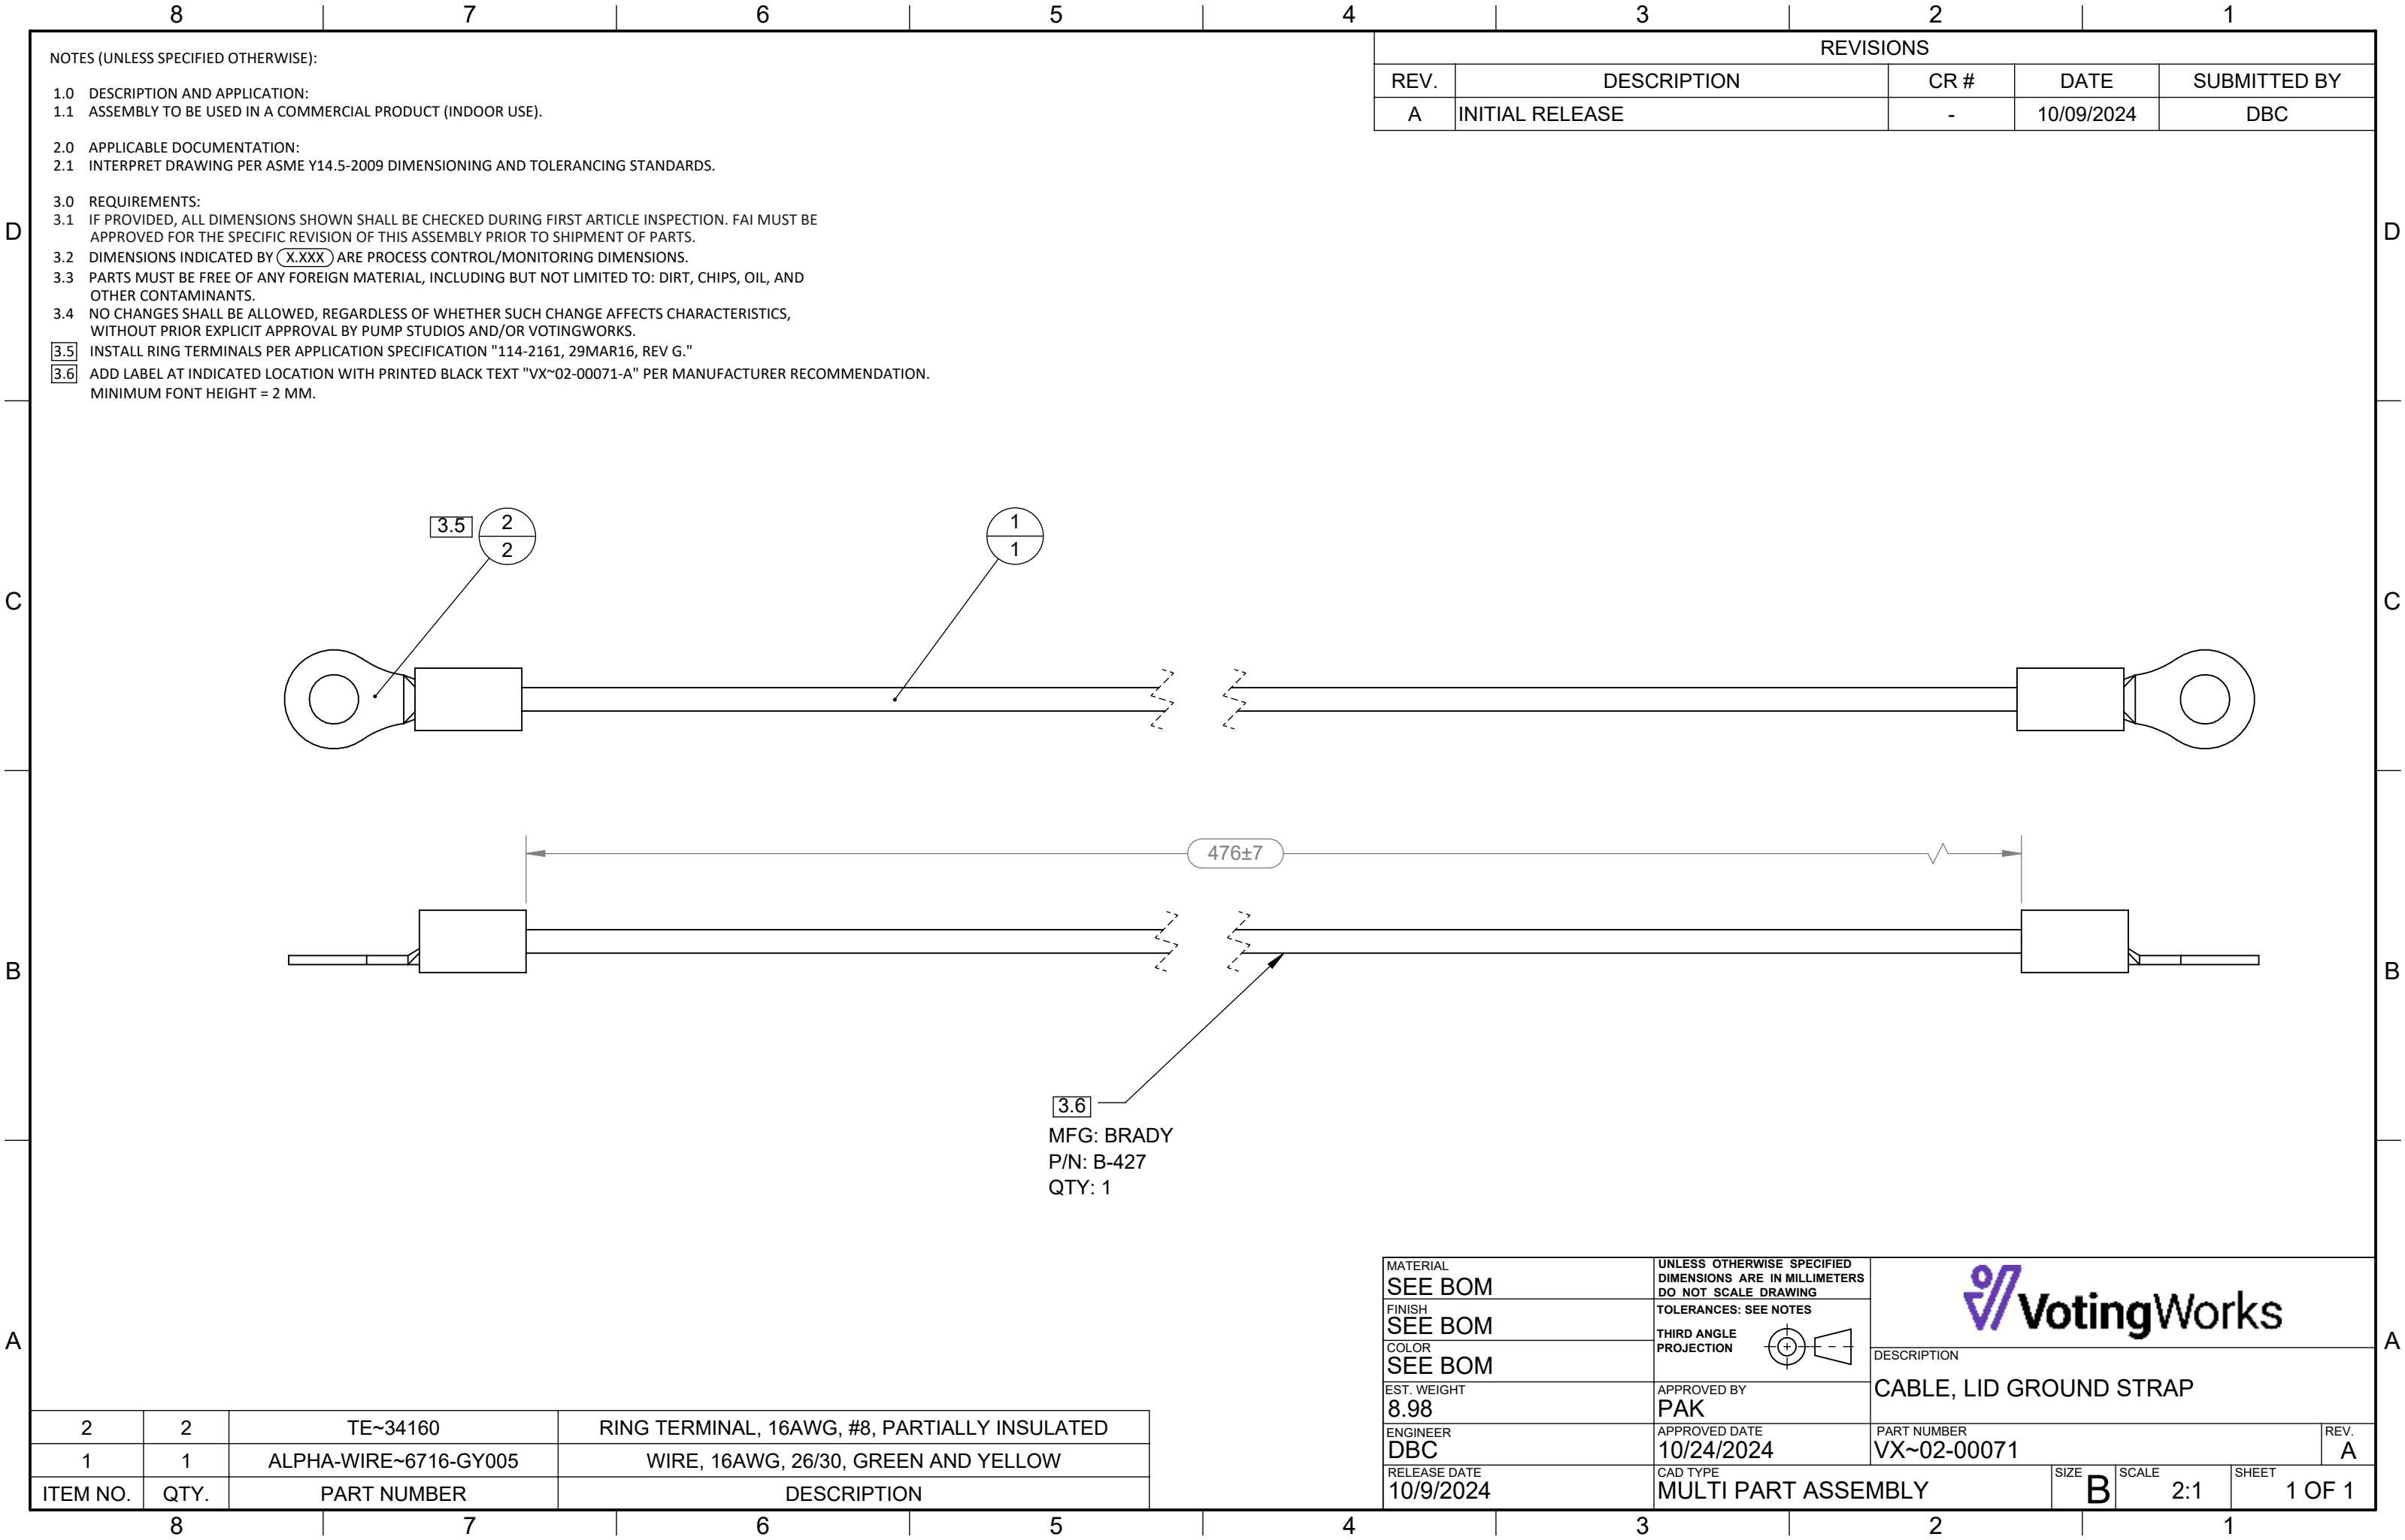 8 7 6 5 4 3 2 1
NOTES (UNLESS SPECIFIED OTHERWISE):
1.0 DESCRIPTION AND APPLICATION:
1.1 ASSEMBLY TO BE USED IN A COMMERCIAL PRODUCT (INDOOR USE).
2.0 APPLICABLE DOCUMENTATION:
2.1 INTERPRET DRAWING PER ASME Y14.5-2009 DIMENSIONING AND TOLERANCING STANDARDS.
3.0 REQUIREMENTS:
3.1 IF PROVIDED, ALL DIMENSIONS SHOWN SHALL BE CHECKED DURING FIRST ARTICLE INSPECTION. FAI MUST BE
APPROVED FOR THE SPECIFIC REVISION OF THIS ASSEMBLY PRIOR TO SHIPMENT OF PARTS.
3.2 DIMENSIONS INDICATED BY X.XXX ARE PROCESS CONTROL/MONITORING DIMENSIONS.
3.3 PARTS MUST BE FREE OF ANY FOREIGN MATERIAL, INCLUDING BUT NOT LIMITED TO: DIRT, CHIPS, OIL, AND
OTHER CONTAMINANTS.
3.4 NO CHANGES SHALL BE ALLOWED, REGARDLESS OF WHETHER SUCH CHANGE AFFECTS CHARACTERISTICS,
WITHOUT PRIOR EXPLICIT APPROVAL BY PUMP STUDIOS AND/OR VOTINGWORKS.
3.5 INSTALL RING TERMINALS PER APPLICATION SPECIFICATION "114-2161, 29MAR16, REV G."
3.6 ADD LABEL AT INDICATED LOCATION WITH PRINTED BLACK TEXT "VX~02-00071-A" PER MANUFACTURER RECOMMENDATION.
MINIMUM FONT HEIGHT = 2 MM.
REVISIONS
REV. DESCRIPTION CR # DATE SUBMITTED BY
A INITIAL RELEASE - 10/09/2024 DBC
D D
C C
B B
A A
3.5 2
2
1
1
476±7
3.6
MFG: BRADY
P/N: B-427
QTY: 1
2 2 TE~34160 RING TERMINAL, 16AWG, #8, PARTIALLY INSULATED
1 1 ALPHA-WIRE~6716-GY005 WIRE, 16AWG, 26/30, GREEN AND YELLOW
ITEM NO. QTY. PART NUMBER DESCRIPTION
MATERIAL
SEE BOM
FINISH
SEE BOM
COLOR
SEE BOM
EST. WEIGHT
8.98
ENGINEER
DBC
RELEASE DATE
10/9/2024
UNLESS OTHERWISE SPECIFIED
DIMENSIONS ARE IN MILLIMETERS
DO NOT SCALE DRAWING
TOLERANCES: SEE NOTES
THIRD ANGLE
PROJECTION
APPROVED BY
PAK
APPROVED DATE
10/24/2024
CAD TYPE
MULTI PART ASSEMBLY
VotingWorks
DESCRIPTION
CABLE, LID GROUND STRAP
PART NUMBER
VX~02-00071
REV.
A
SIZE
B
SCALE
2:1
SHEET
1 OF 1
8 7 6 5 4 3 2 1